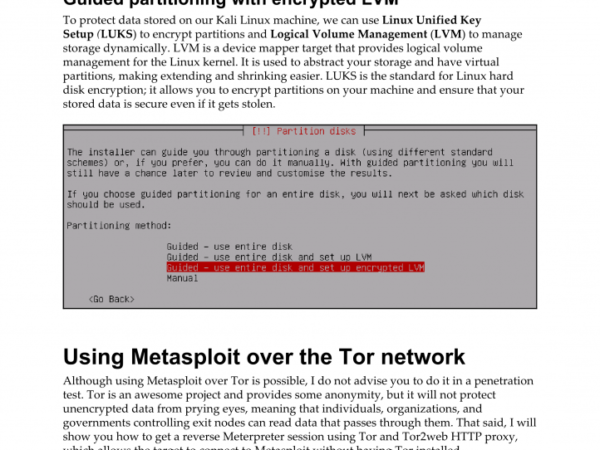 Guided partitioning with encrypted LVM
To protect data stored on our Kali Linux machine, we can use Linux Unified Key
Setup (LUKS) to encrypt partitions and Logical Volume Management (LVM) to manage
storage dynamically. LVM is a device mapper target that provides logical volume
management for the Linux kernel. It is used to abstract your storage and have virtual
partitions, making extending and shrinking easier. LUKS is the standard for Linux hard
disk encryption; it allows you to encrypt partitions on your machine and ensure that your
stored data is secure even if it gets stolen.
[!!] Partition disks
The installer can guide you through partitioning a disk (using different standard
schemes) or, if you prefer, you can do it manually. With guided partitioning you will
still have a chance later to review and customise the results.
If you choose guided partitioning for an entire disk, you will next be asked which disk
should be used.
Partitioning method:
Guided - use entire disk
Guided - use entire disk and set up LVM
Guided - use entire disk and set up encrypted LVM
Manual
<Go Back>
Using Metasploit over the Tor network
Although using Metasploit over Tor is possible, I do not advise you to do it in a penetration
test. Tor is an awesome project and provides some anonymity, but it will not protect
unencrypted data from prying eyes, meaning that individuals, organizations, and
governments controlling exit nodes can read data that passes through them. That said, I will
show you how to get a reverse Meterpreter session using Tor and Tor2web HTTP proxy,
which allows the target to connect to Metasploit without having Tor installed.